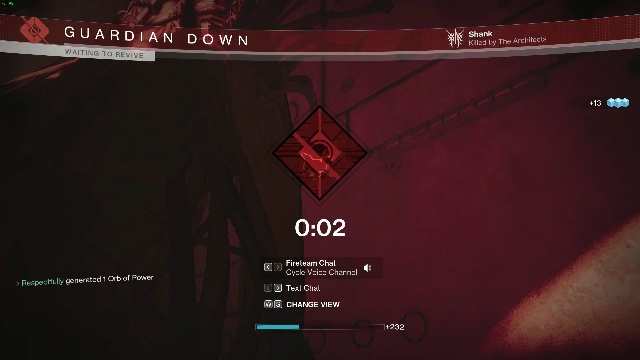 GUARDIAN DOWN
WAITING TO REVIVE
Shank
Killed by The Architects
+13
0:02
Fireteam Chat
Cycle Voice Channel
Text Chat
W S CHANGE VIEW
> Respectfully generated 1 Orb of Power
+232